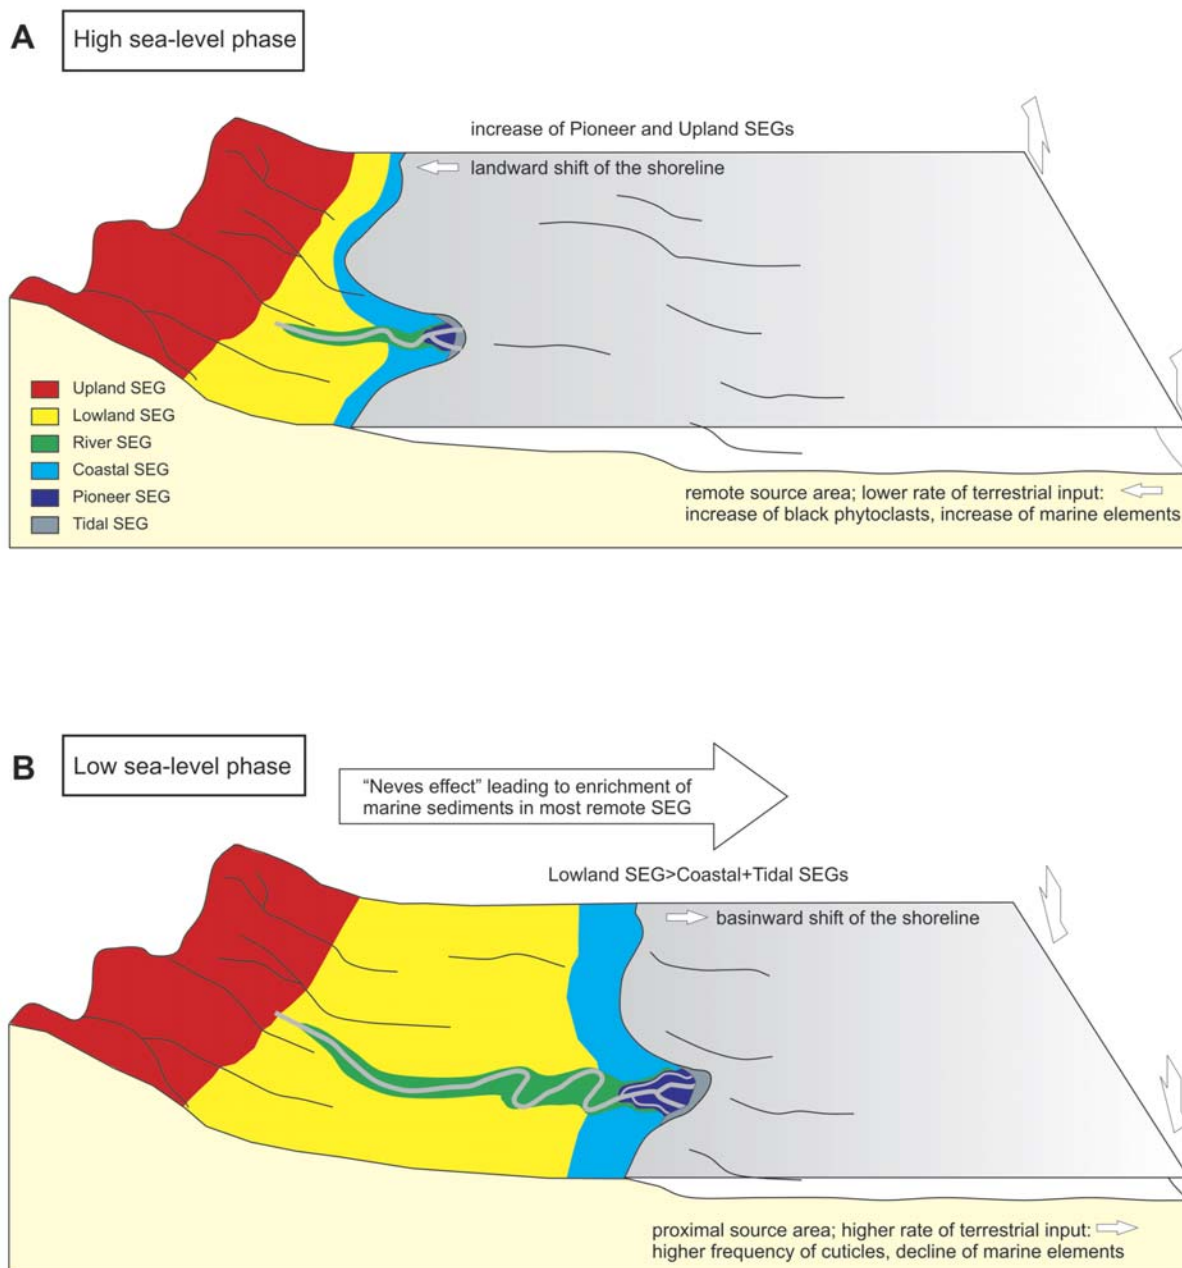 A
High sea-level phase
increase of Pioneer and Upland SEGs
landward shift of the shoreline
Upland SEG
Lowland SEG
River SEG
Coastal SEG
Pioneer SEG
Tidal SEG
remote source area; lower rate of terrestrial input:
increase of black phytoclasts, increase of marine elements
B
Low sea-level phase
“Neves effect” leading to enrichment of
marine sediments in most remote SEG
Lowland SEG>Coastal+Tidal SEGs
basinward shift of the shoreline
proximal source area; higher rate of terrestrial input:
higher frequency of cuticles, decline of marine elements